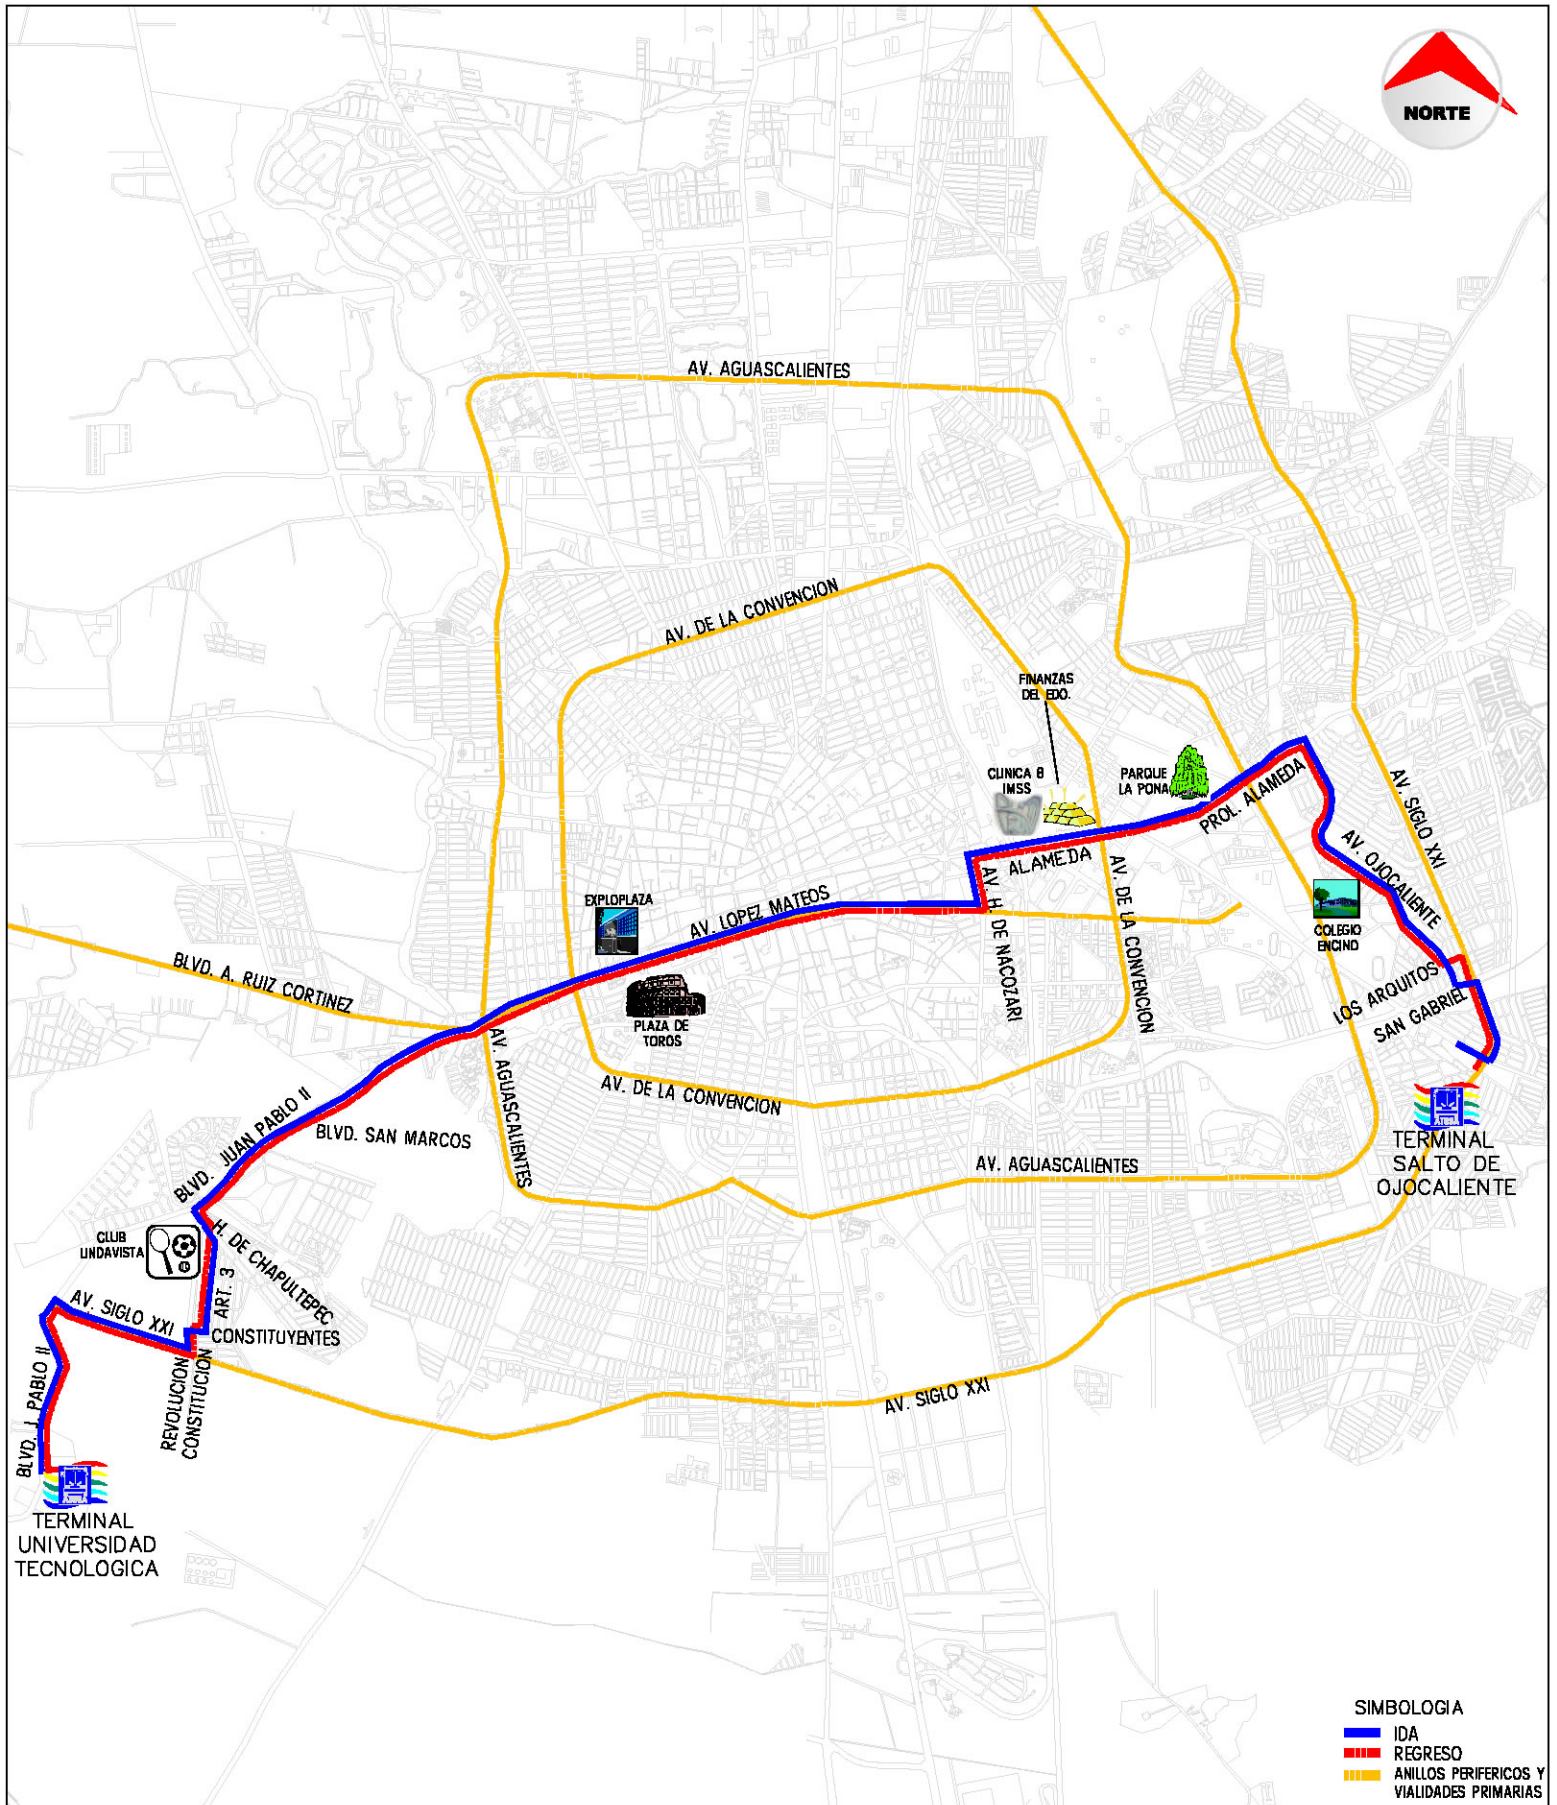 NORTE
AV. AGUASCALIENTES
AV. DE LA CONVENCION
FINANZAS
DEL EDO.
CLINICA 8
IMSS
PARQUE
LA PONA
PROL. ALAMEDA
AV. SIGLO XXI
ALAMEDA
AV. OJOCALIENTE
EXPLOPLAZA
AV. LOPEZ MATEOS
AV. H. DE NACOZARI
AV. DE LA CONVENCION
COLEGIO
ENCINO
BLVD. A. RUIZ CORTINEZ
PLAZA DE
TOROS
LOS ARQUITOS
SAN GABRIEL
AV. AGUASCALIENTES
AV. DE LA CONVENCION
BLVD. JUAN PABLO II
BLVD. SAN MARCOS
AV. AGUASCALIENTES
TERMINAL
SALTO DE
OJOCALIENTE
CLUB
LINDAVISTA
H. DE CHAPULTEPEC
ART. 3
AV. SIGLO XXI
CONSTITUYENTES
REVOLUCION
CONSTITUCION
BLVD. J. PABLO II
AV. SIGLO XXI
TERMINAL
UNIVERSIDAD
TECNOLOGICA
SIMBOLOGIA
IDA
REGRESO
ANILLOS PERIFERICOS Y
VIALIDADES PRIMARIAS